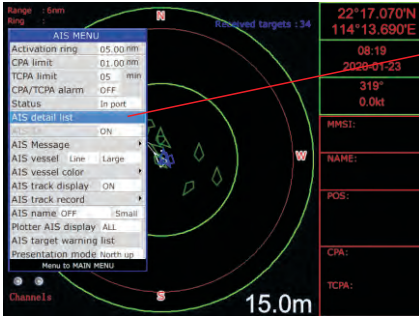 Range : 6nm
Ring :
N
Received targets : 34
22°17.070'N
114°13.690'E
08:19
2020-01-23
319°
0.0kt
AIS MENU
Activation ring 05.00 nm
CPA limit 01.00 nm
TCPA limit 05 min
CPA/TCPA alarm OFF
Status In port
AIS detail list
ON
AIS Message
AIS vessel Line Large
AIS vessel color
AIS track display ON
AIS track record
AIS name OFF Small
Plotter AIS display ALL
AIS target warning list
Presentation mode North up
Menu to MAIN MENU
W
MMSI:
NAME:
POS:
CPA:
TCPA:
Channels
S
15.0m